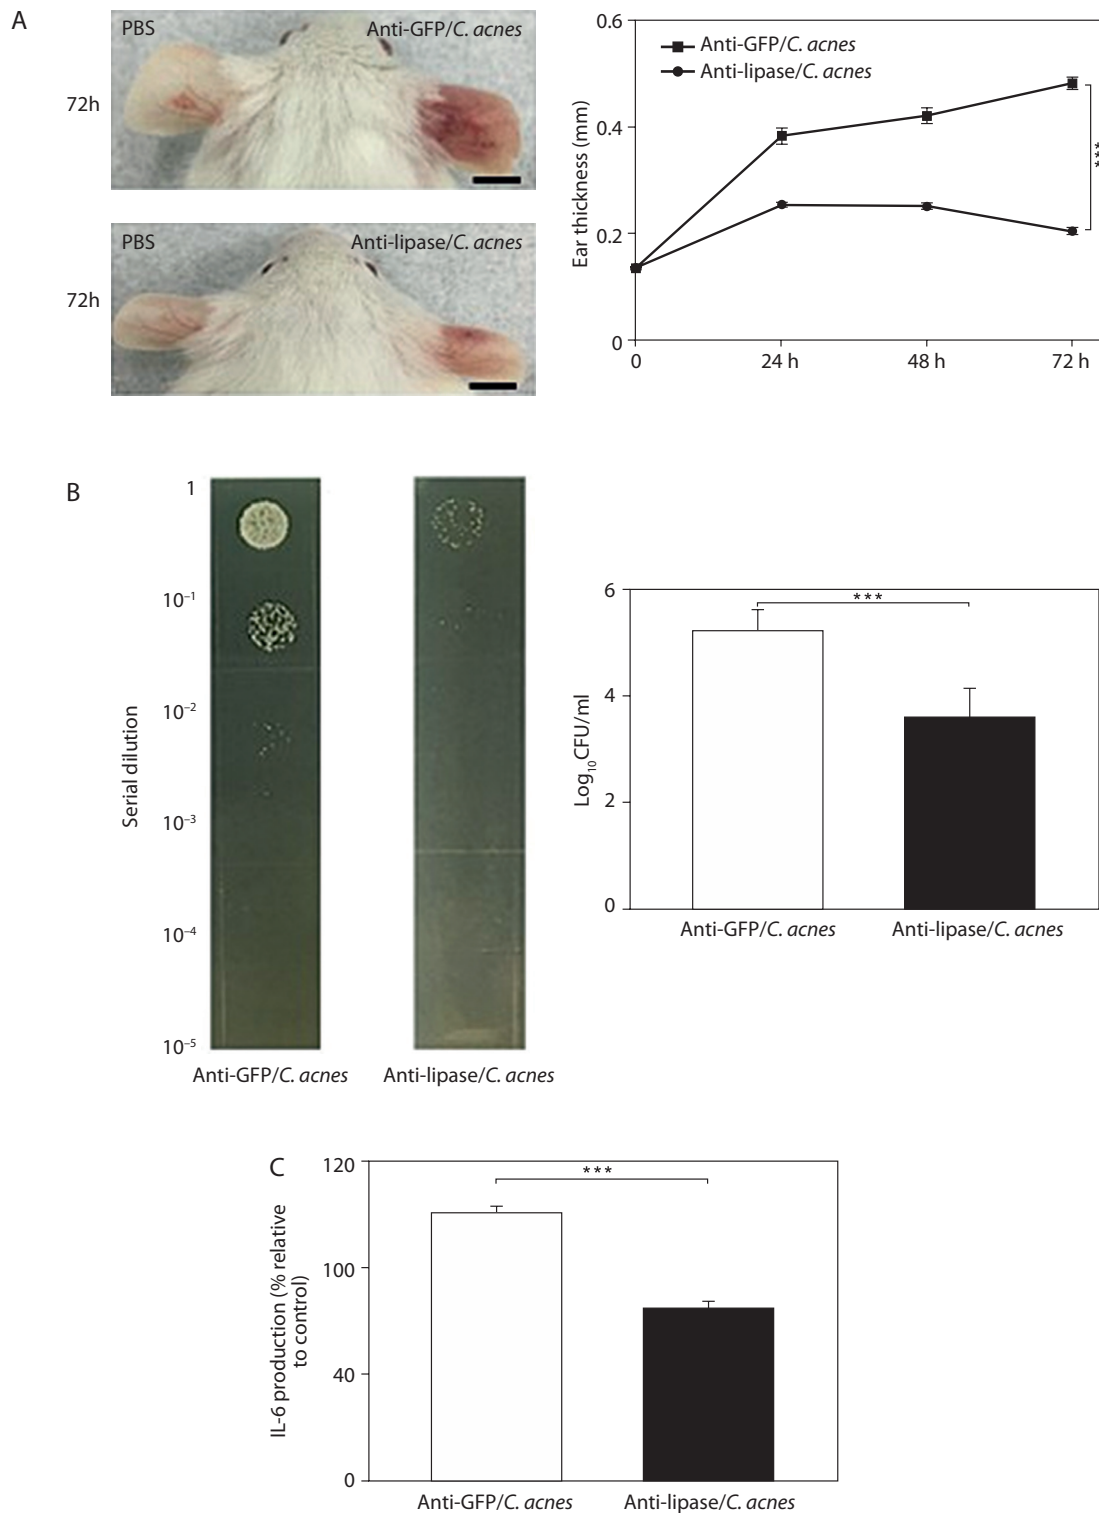 A
PBS
Anti-GFP/C. acnes
72h
PBS
Anti-lipase/C. acnes
72h
0.6
0.4
0.2
0
Ear thickness (mm)
Anti-GFP/C. acnes
Anti-lipase/C. acnes
***
0
24 h
48 h
72 h
B
Serial dilution
1
10⁻¹
10⁻²
10⁻³
10⁻⁴
10⁻⁵
Anti-GFP/C. acnes
Anti-lipase/C. acnes
6
4
2
0
Log₁₀CFU/ml
***
Anti-GFP/C. acnes
Anti-lipase/C. acnes
C
120
100
40
0
IL-6 production (% relative
to control)
***
Anti-GFP/C. acnes
Anti-lipase/C. acnes